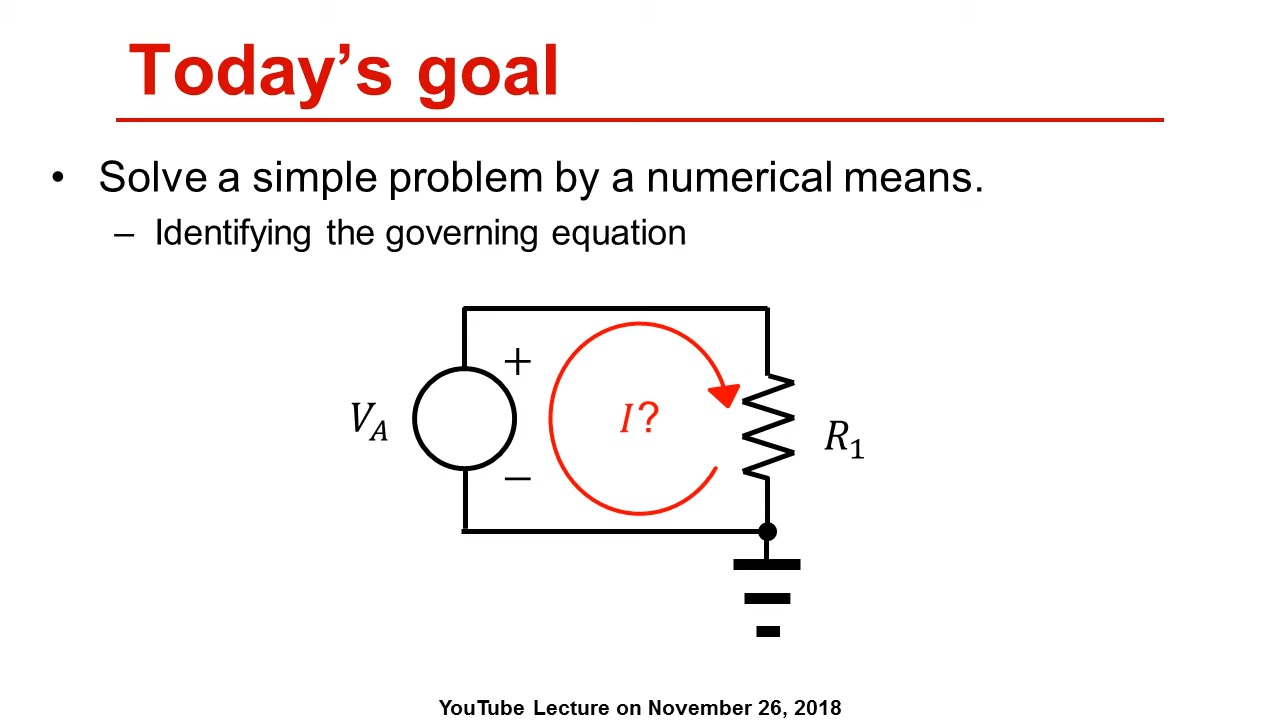 Today’s goal
• Solve a simple problem by a numerical means.
– Identifying the governing equation
+
V_A
I?
R_1
−
YouTube Lecture on November 26, 2018